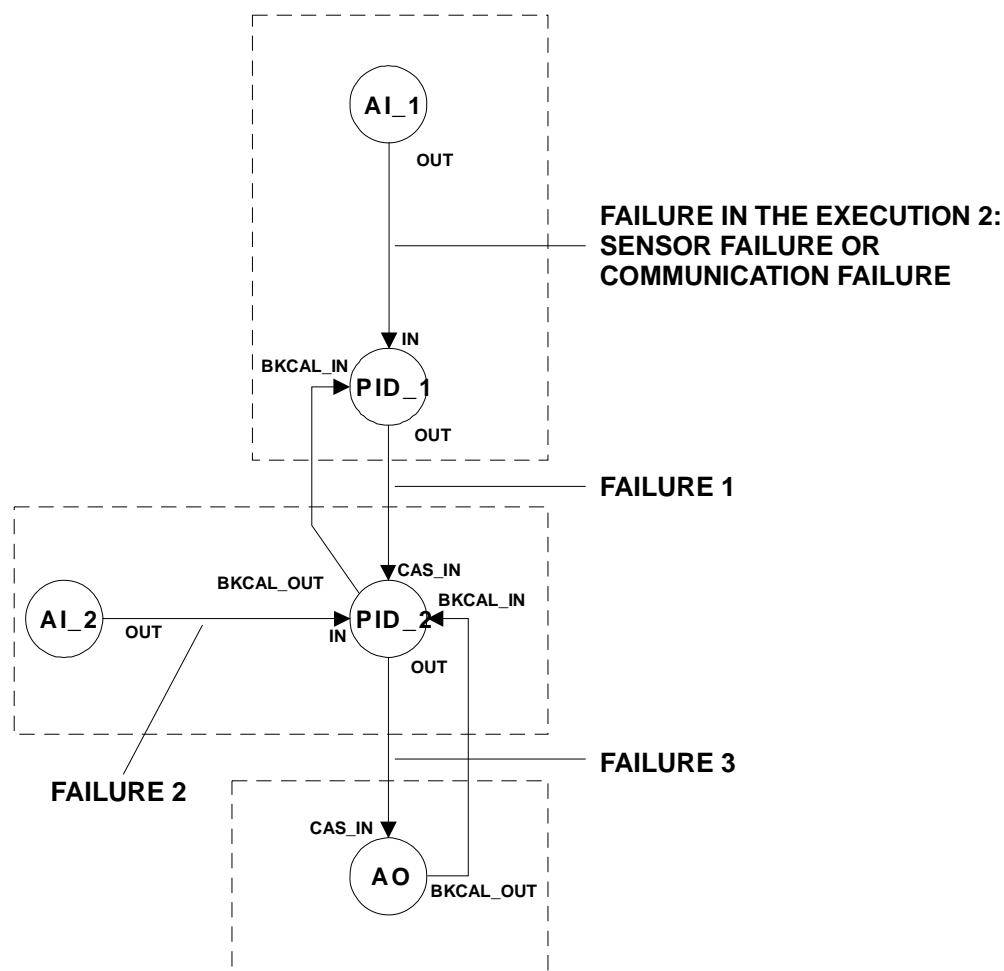 AI_1
OUT
FAILURE IN THE EXECUTION 2:
SENSOR FAILURE OR
COMMUNICATION FAILURE
IN
BKCAL_IN
PID_1
OUT
FAILURE 1
CAS_IN
BKCAL_OUT
BKCAL_IN
AI_2
OUT
IN
PID_2
OUT
FAILURE 3
FAILURE 2
CAS_IN
AO
BKCAL_OUT